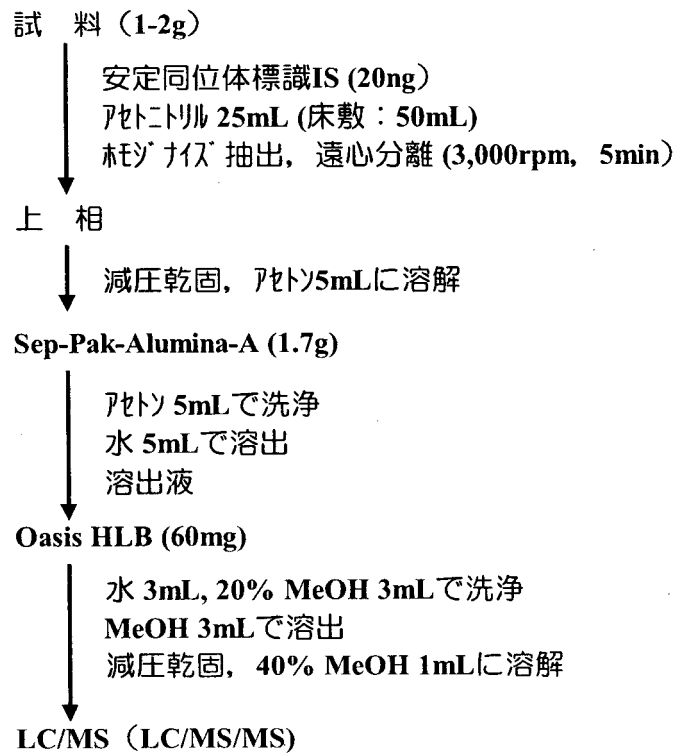 試　料（1-2g）
安定同位体標識IS (20ng）
ｱｾﾄﾆﾄﾘﾙ 25mL (床敷：50mL)
ﾎﾓｼﾞﾅｲｽﾞ抽出，遠心分離 (3,000rpm，5min）
上　相
減圧乾固，ｱｾﾄﾝ5mLに溶解
Sep-Pak-Alumina-A (1.7g)
ｱｾﾄﾝ 5mLで洗浄
水 5mLで溶出
溶出液
Oasis HLB (60mg)
水 3mL, 20% MeOH 3mLで洗浄
MeOH 3mLで溶出
減圧乾固，40% MeOH 1mLに溶解
LC/MS（LC/MS/MS)